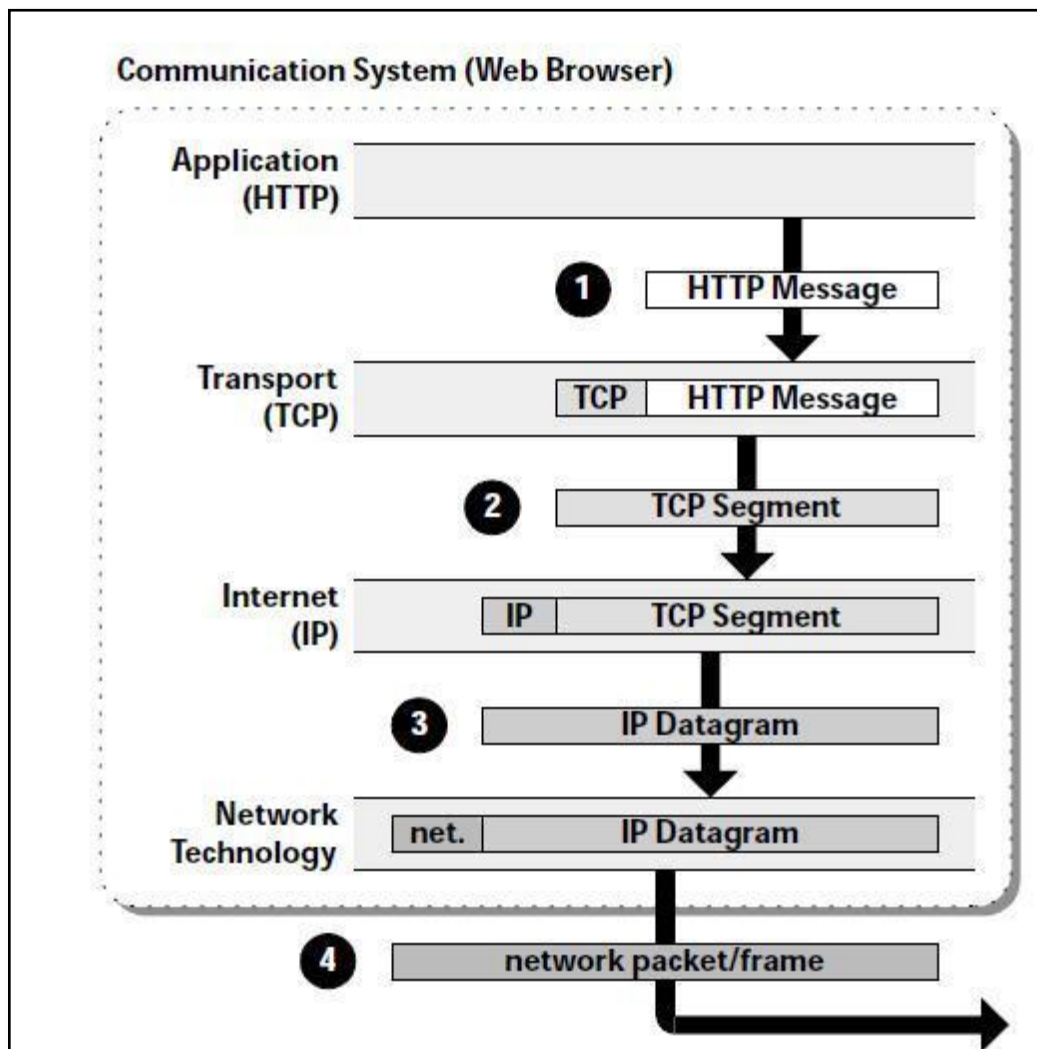 Communication System (Web Browser)
Application
(HTTP)
1
HTTP Message
Transport
(TCP)
TCP
HTTP Message
2
TCP Segment
Internet
(IP)
IP
TCP Segment
3
IP Datagram
Network
Technology
net.
IP Datagram
4
network packet/frame